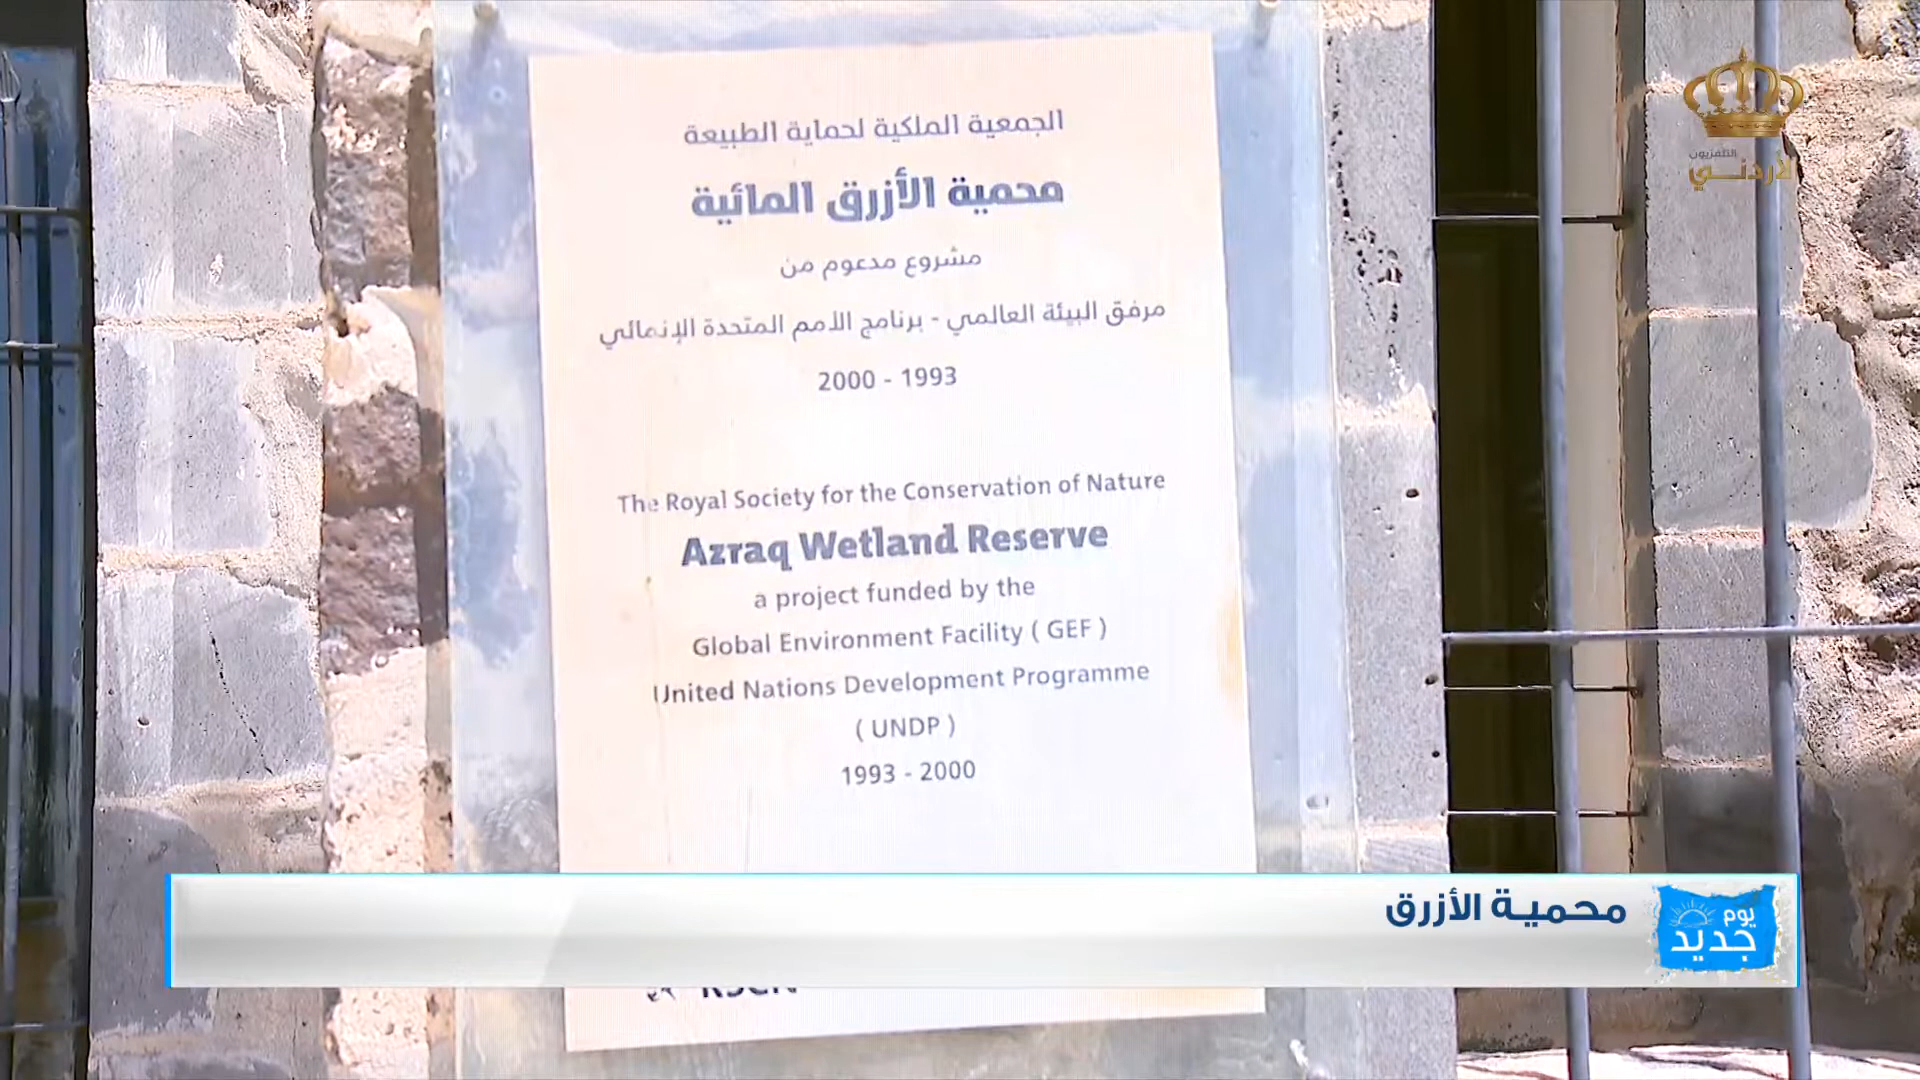 الجمعية الملكية لحماية الطبيعة
محمية الأزرق المائية
مشروع مدعوم من
مرفق البيئة العالمي - برنامج الأمم المتحدة الإنمائي
2000 - 1993
The Royal Society for the Conservation of Nature
Azraq Wetland Reserve
a project funded by the
Global Environment Facility ( GEF )
United Nations Development Programme
( UNDP )
1993 - 2000
التلفزيون
الأردني
محمية الأزرق
يوم
جديد